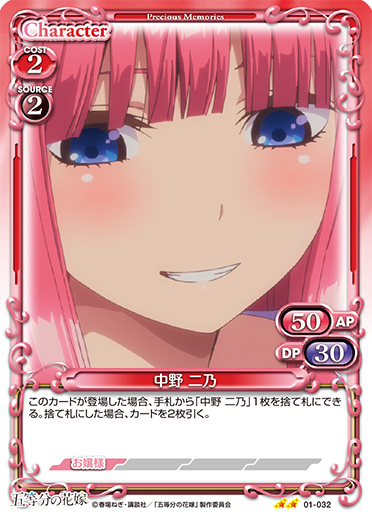 Precious Memories
Character
COST
2
SOURCE
2
50 AP
DP 30
中野 二乃
このカードが登場した場合、手札から「中野 二乃」1枚を捨て札にでき
る。捨て札にした場合、カードを2枚引く。
お嬢様
五等分の花嫁
©春場ねぎ・講談社／「五等分の花嫁」製作委員会
01-032